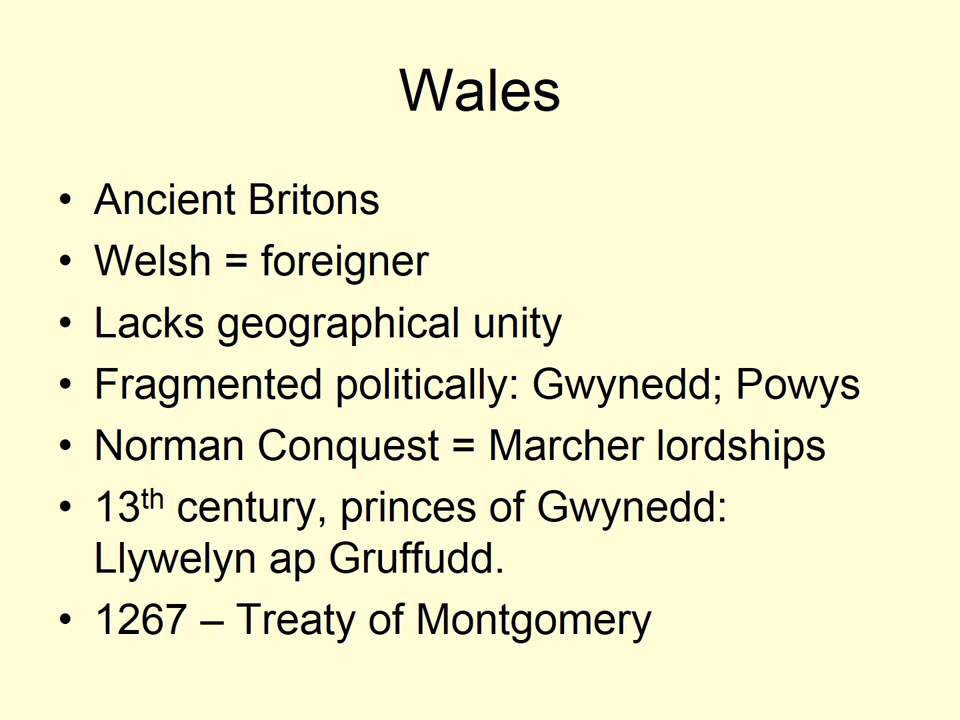 Wales
• Ancient Britons
• Welsh = foreigner
• Lacks geographical unity
• Fragmented politically: Gwynedd; Powys
• Norman Conquest = Marcher lordships
• 13th century, princes of Gwynedd:
Llywelyn ap Gruffudd.
• 1267 – Treaty of Montgomery